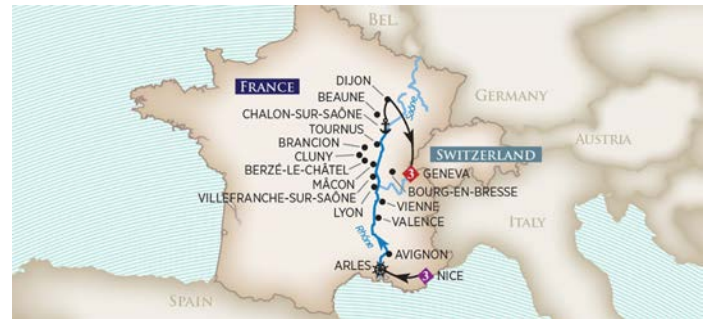 BEL.
GERMANY
AUSTRIA
ITALY
SPAIN
FRANCE
SWITZERLAND
DIJON
BEAUNE
CHALON-SUR-SAÔNE
TOURNUS
BRANCION
CLUNY
BERZÉ-LE-CHÂTEL
MÂCON
VILLEFRANCHE-SUR-SAÔNE
LYON
Saône
3 GENEVA
BOURG-EN-BRESSE
VIENNE
VALENCE
Rhône
AVIGNON
ARLES
3 NICE